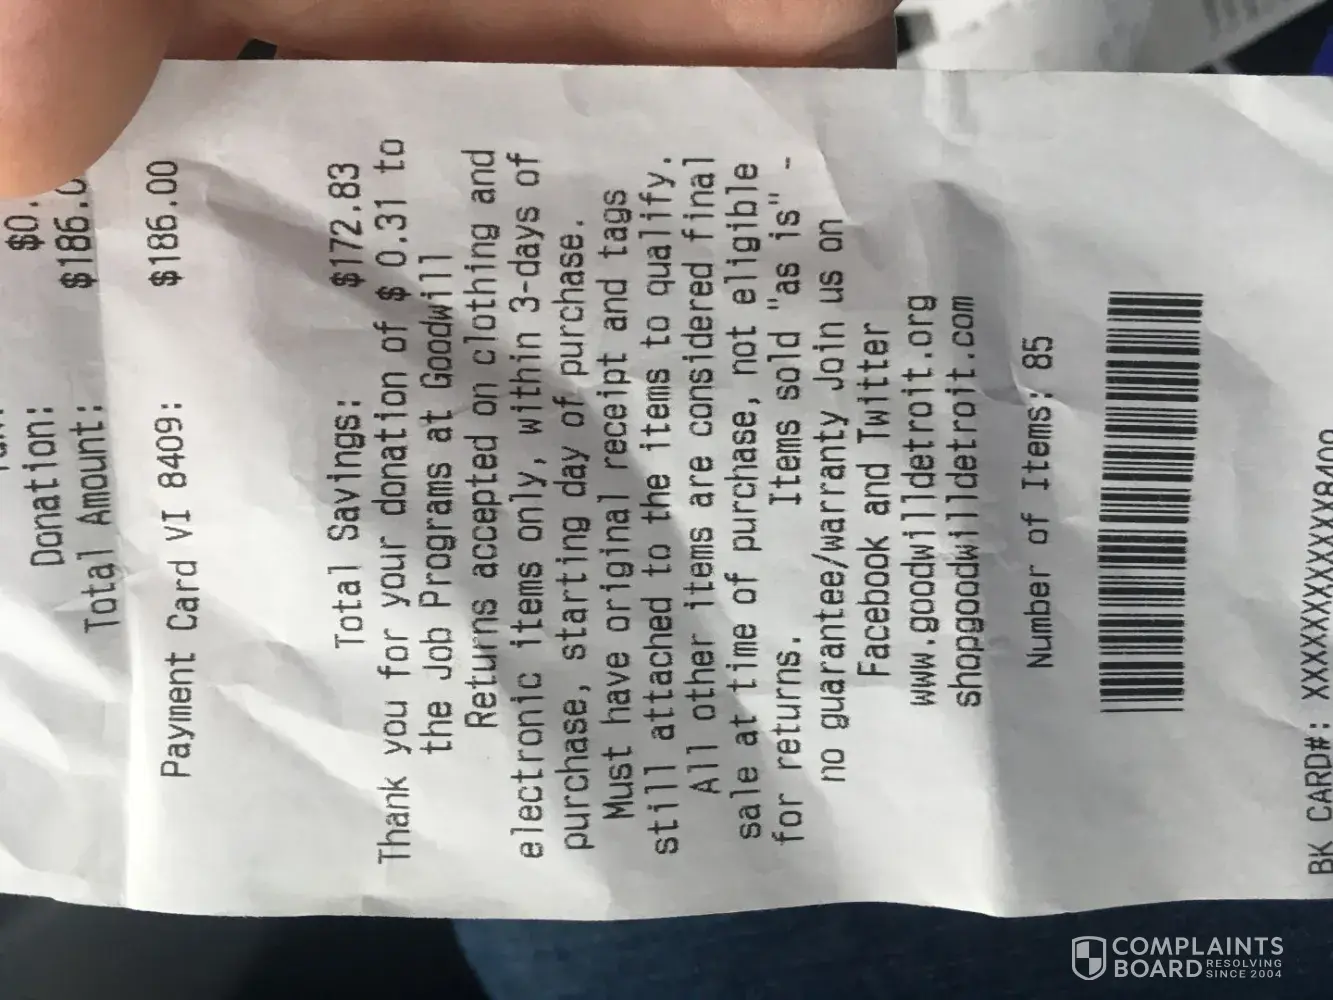 $0.
Donation:
Total Amount: $186.0
Payment Card VI 8409: $186.00
Total Savings: $172.83
Thank you for your donation of $ 0.31 to
the Job Programs at Goodwill
Returns accepted on clothing and
electronic items only, within 3-days of
purchase, starting day of purchase.
Must have original receipt and tags
still attached to the items to qualify.
All other items are considered final
sale at time of purchase, not eligible
for returns. Items sold "as is" -
no guarantee/warranty Join us on
Facebook and Twitter
www.goodwilldetroit.org
shopgoodwilldetroit.com
Number of Items: 85
BK CARD#: XXXXXXXXXXXX8409
COMPLAINTS
BOARD RESOLVING
SINCE 2004